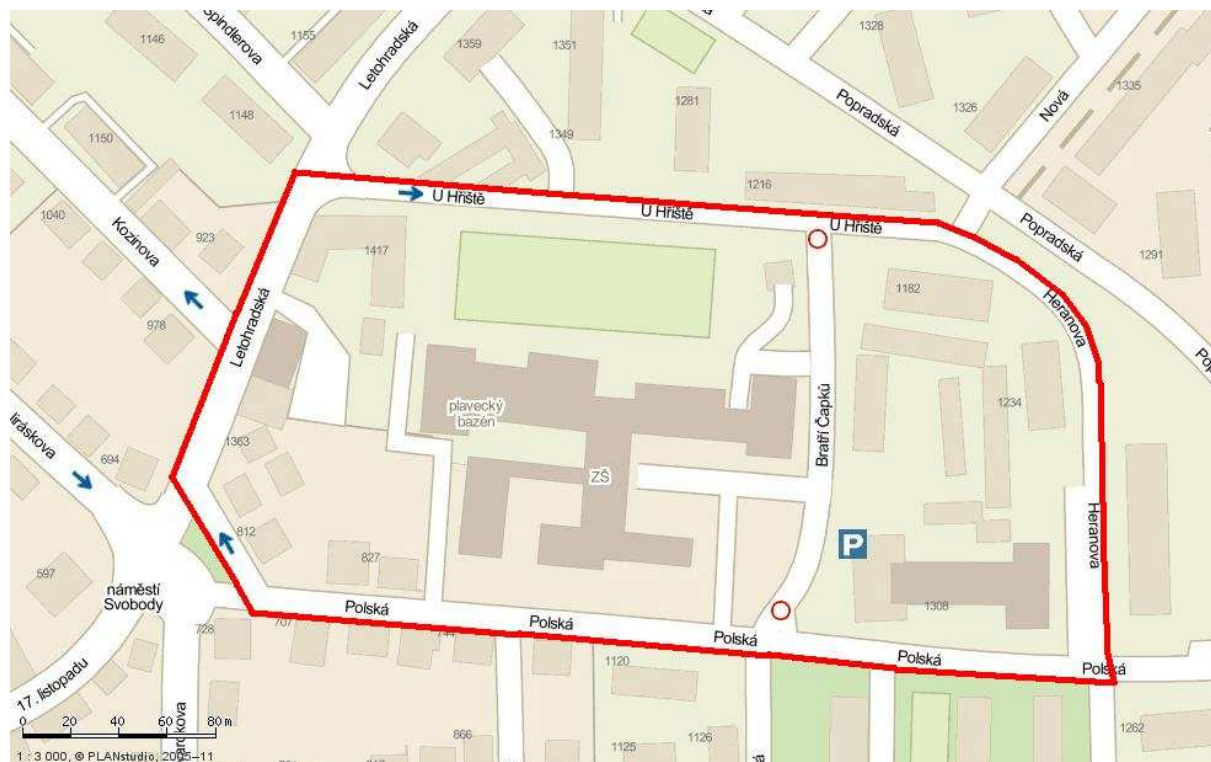 1146
Spindlerova
1155
Letohradská
1359
1351
1328
1148
1281
1326
Nová
1335
Popradská
1150
1349
1216
U Hřiště
U Hřiště
U Hřiště
1040
Kozinova
923
1417
Popradská
1291
1182
Heranova
978
Letohradská
plavecký
bazén
1234
Bratří Čapků
694
1363
ZŠ
Heranova
812
P
597
827
náměstí
Svobody
Polská
Polská
Polská
Polská
Polská
1308
728
707
1120
17. listopadu
0 20 40 60 80 m
866
1125
1126
1262
1 : 3 000, © PLANstudio, 2005–11